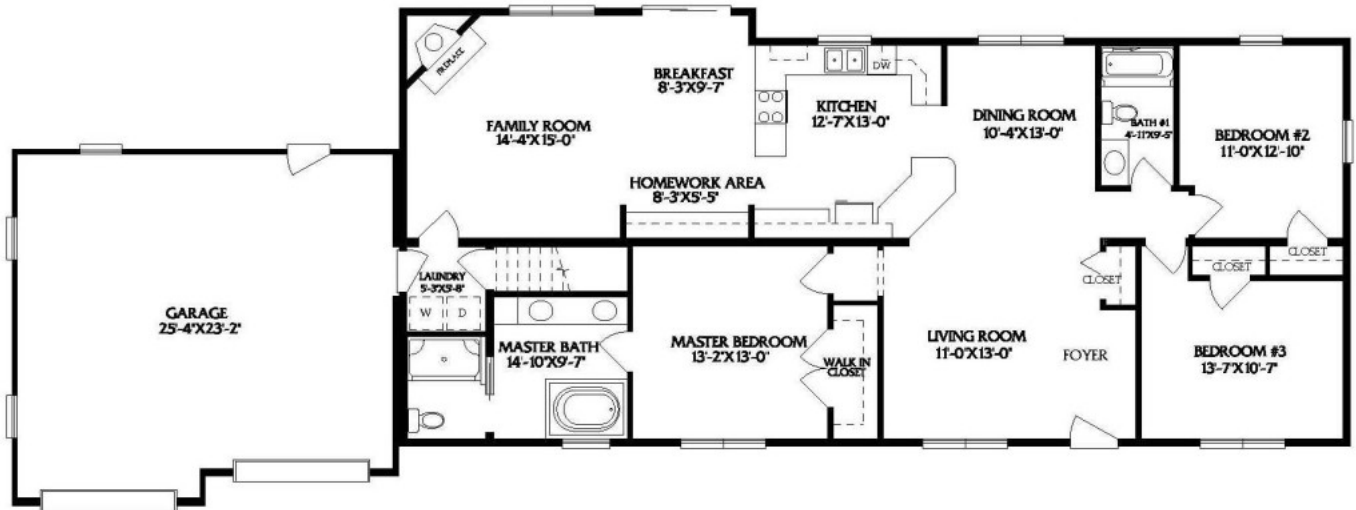 FIREPLACE
FAMILY ROOM
14'-4"X15'-0"
BREAKFAST
8'-3"X9'-7"
HOMEWORK AREA
8'-3"X5'-5"
DW
KITCHEN
12'-7"X13'-0"
DINING ROOM
10'-4"X13'-0"
BATH #1
4'-11"X9'-5"
BEDROOM #2
11'-0"X12'-10"
CLOSET
CLOSET
CLOSET
GARAGE
25'-4"X23'-2"
LAUNDRY
5'-3"X5'-8"
W
D
MASTER BATH
14'-10"X9'-7"
MASTER BEDROOM
13'-2"X13'-0"
WALK IN
CLOSET
LIVING ROOM
11'-0"X13'-0"
FOYER
BEDROOM #3
13'-7"X10'-7"